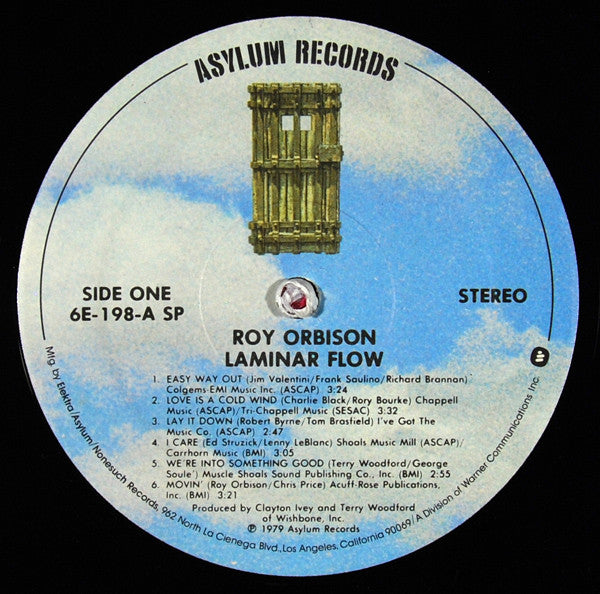 ASYLUM RECORDS
SIDE ONE
6E-198-A SP
STEREO
ROY ORBISON
LAMINAR FLOW
1. EASY WAY OUT (Jim Valentini/Frank Saulino/Richard Brannan)
Colgems-EMI Music Inc. (ASCAP) 3:24
2. LOVE IS A COLD WIND (Charlie Black/Rory Bourke) Chappell
Music (ASCAP)/Tri-Chappell Music (SESAC) 3:32
3. LAY IT DOWN (Robert Byrne/Tom Brasfield) I've Got The
Music Co. (ASCAP) 2:47
4. I CARE (Ed Struzick/Lenny LeBlanc) Shoals Music Mill (ASCAP)/
Carrhorn Music (BMI) 3:05
5. WE'RE INTO SOMETHING GOOD (Terry Woodford/George
Soule') Muscle Shoals Sound Publishing Co., Inc. (BMI) 2:55
6. MOVIN' (Roy Orbison/Chris Price) Acuff-Rose Publications,
Inc. (BMI) 3:21
Produced by Clayton Ivey and Terry Woodford
of Wishbone, Inc.
℗ 1979 Asylum Records
Mfg by Elektra/Asylum/Nonesuch Records, 962 North La Cienega Blvd., Los Angeles, California 90069/A Division of Warner Communications Inc.